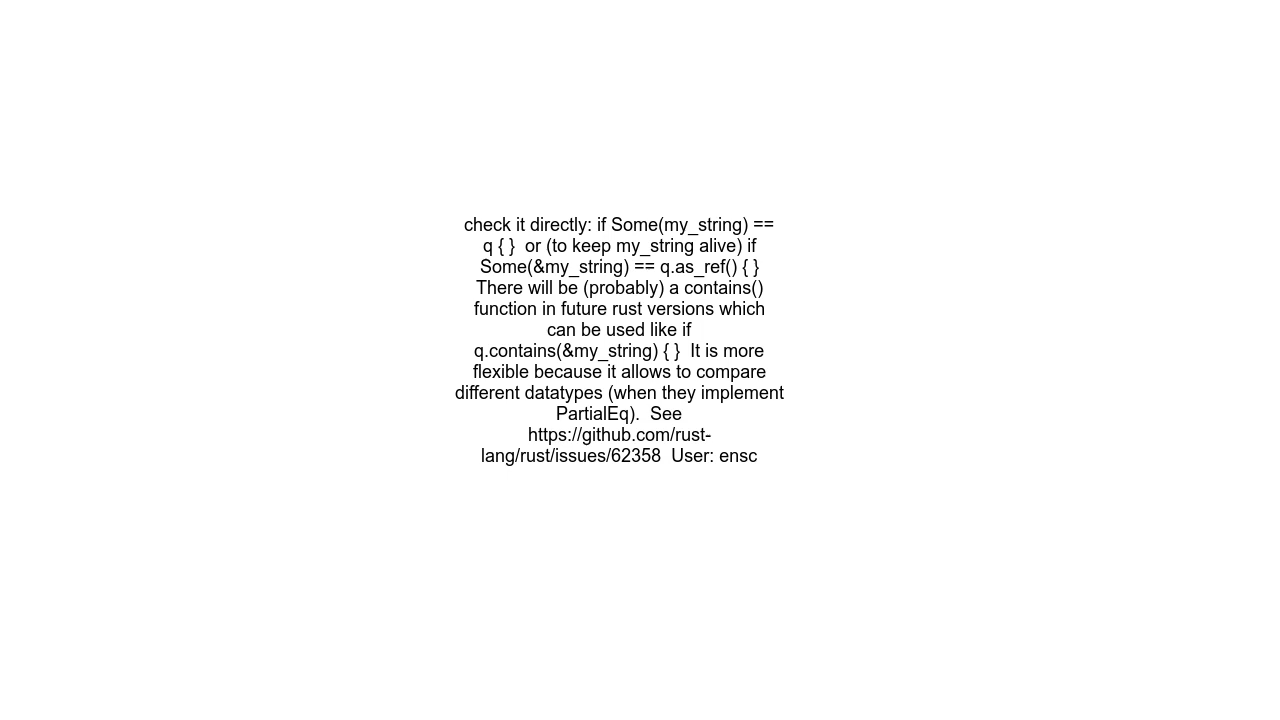 check it directly: if Some(my_string) ==
q { }  or (to keep my_string alive) if
Some(&my_string) == q.as_ref() { }
There will be (probably) a contains()
function in future rust versions which
can be used like if
q.contains(&my_string) { }  It is more
flexible because it allows to compare
different datatypes (when they implement
PartialEq).  See
https://github.com/rust-
lang/rust/issues/62358  User: ensc